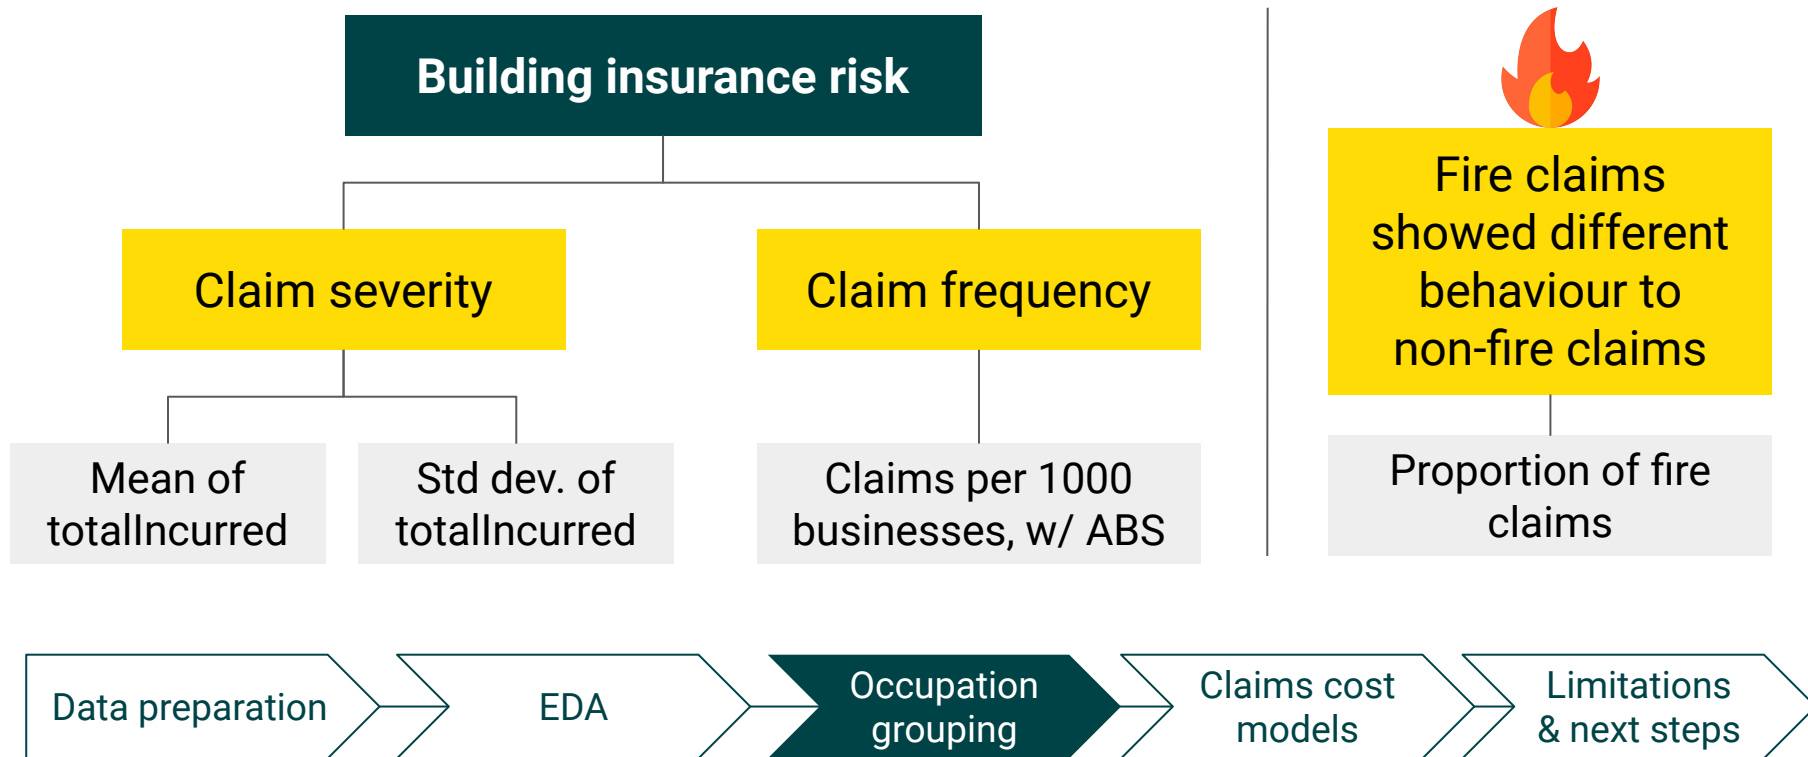 Building insurance risk
Claim severity
Claim frequency
Mean of
totalIncurred
Std dev. of
totalIncurred
Claims per 1000
businesses, w/ ABS
Fire claims
showed different
behaviour to
non-fire claims
Proportion of fire
claims
Data preparation
EDA
Occupation
grouping
Claims cost
models
Limitations
& next steps